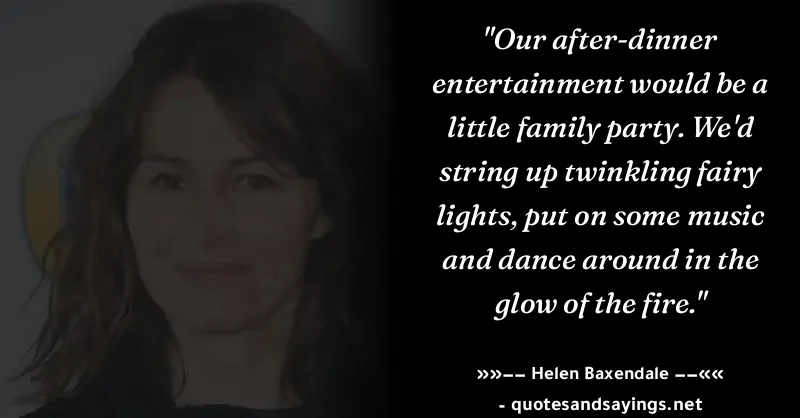 "Our after-dinner
entertainment would be a
little family party. We'd
string up twinkling fairy
lights, put on some music
and dance around in the
glow of the fire."
»»−− Helen Baxendale −−««
- quotesandsayings.net